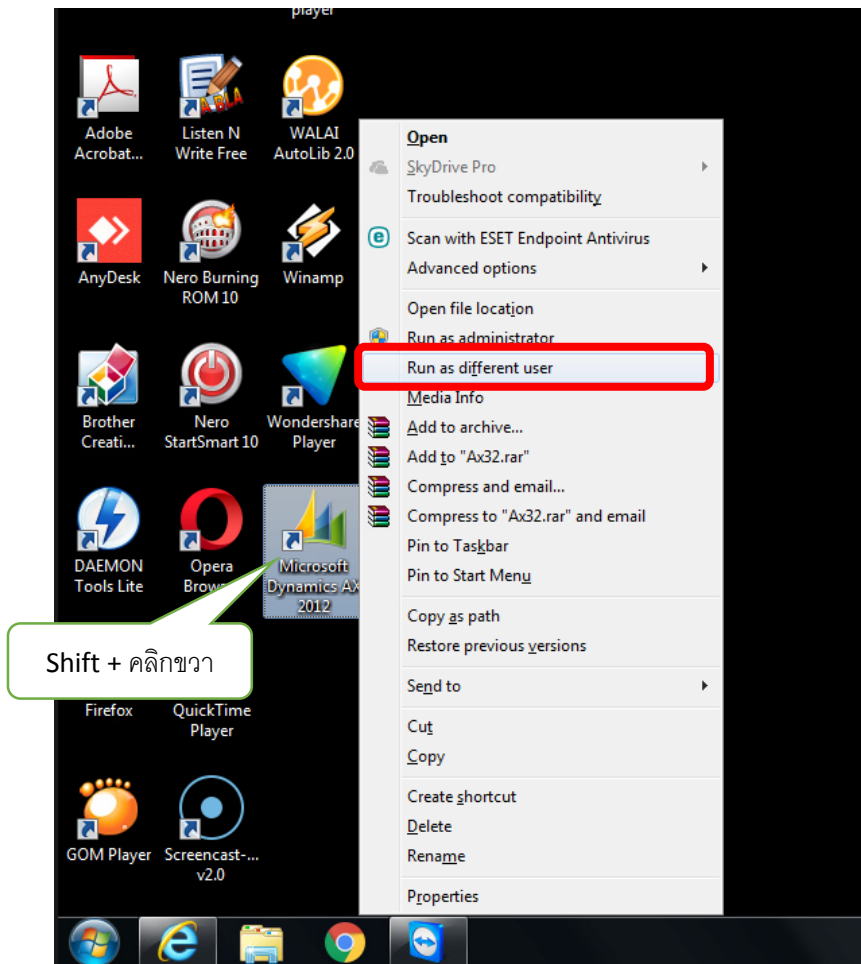 player
Adobe
Acrobat...
Listen N
Write Free
WALAI
AutoLib 2.0
AnyDesk
Nero Burning
ROM 10
Winamp
Brother
Creati...
Nero
StartSmart 10
Wondershare
Player
DAEMON
Tools Lite
Opera
Brow
Microsoft
Dynamics AX
2012
Shift + คลิกขวา
Firefox
QuickTime
Player
GOM Player
Screencast-...
v2.0
Open
SkyDrive Pro
Troubleshoot compatibility
Scan with ESET Endpoint Antivirus
Advanced options
Open file location
Run as administrator
Run as different user
Media Info
Add to archive...
Add to "Ax32.rar"
Compress and email...
Compress to "Ax32.rar" and email
Pin to Taskbar
Pin to Start Menu
Copy as path
Restore previous versions
Send to
Cut
Copy
Create shortcut
Delete
Rename
Properties